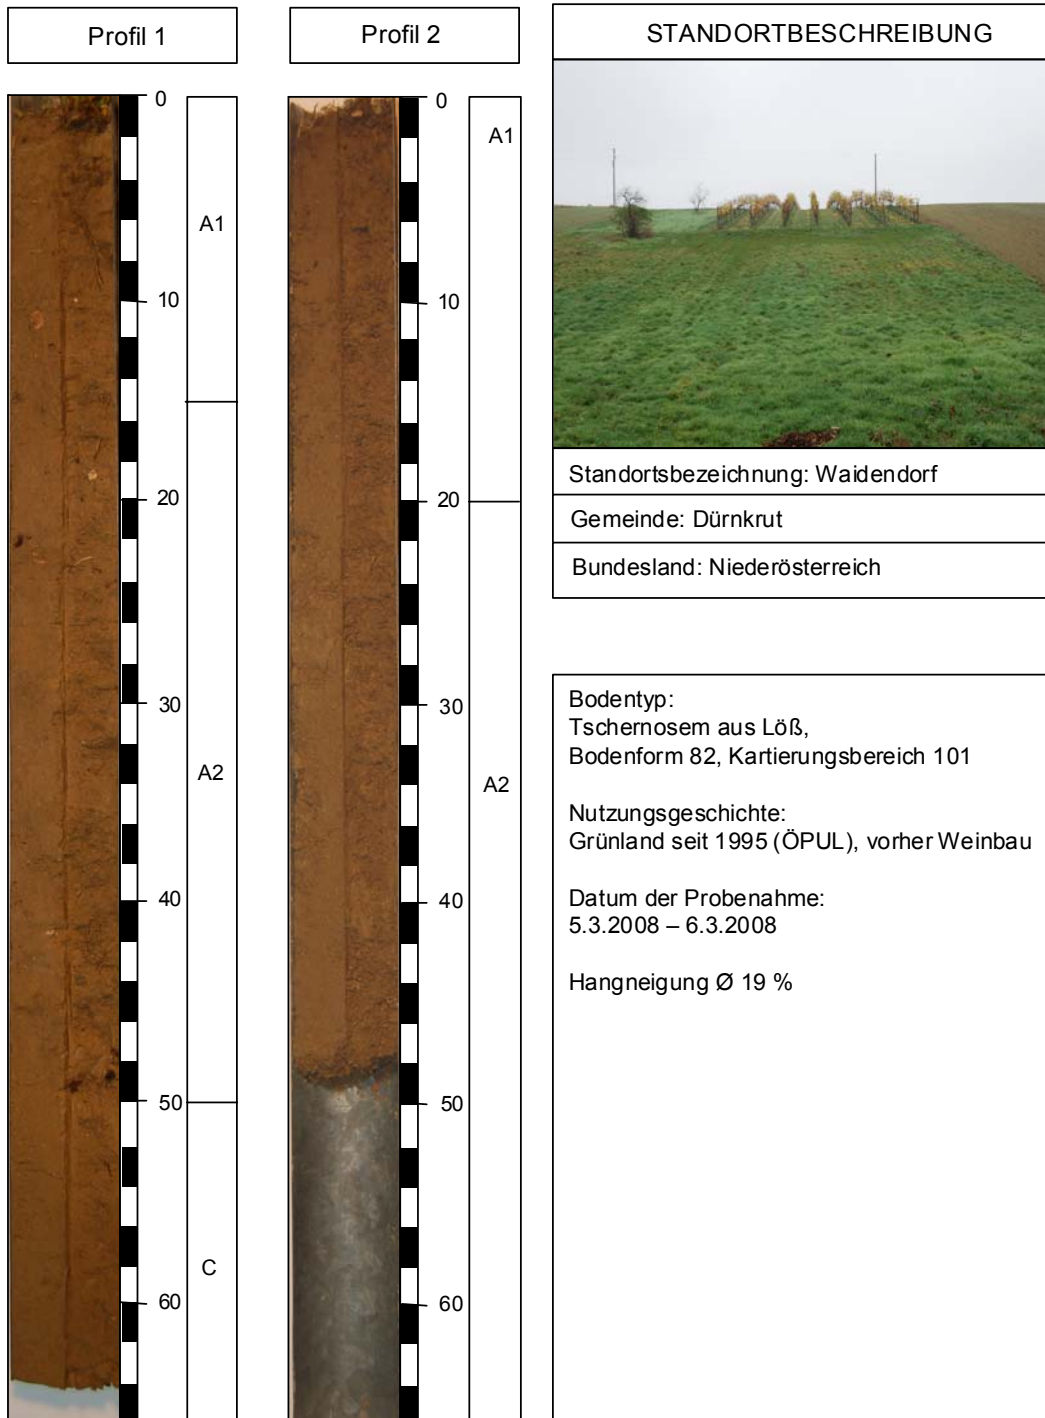 Profil 1
0
10
20
30
40
50
60
A1
A2
C
Profil 2
0
10
20
30
40
50
60
A1
A2
STANDORTBESCHREIBUNG
Standortsbezeichnung: Waidendorf
Gemeinde: Dürnkrut
Bundesland: Niederösterreich
Bodentyp:
Tschernosem aus Löß,
Bodenform 82, Kartierungsbereich 101
Nutzungsgeschichte:
Grünland seit 1995 (ÖPUL), vorher Weinbau
Datum der Probenahme:
5.3.2008 – 6.3.2008
Hangneigung Ø 19 %